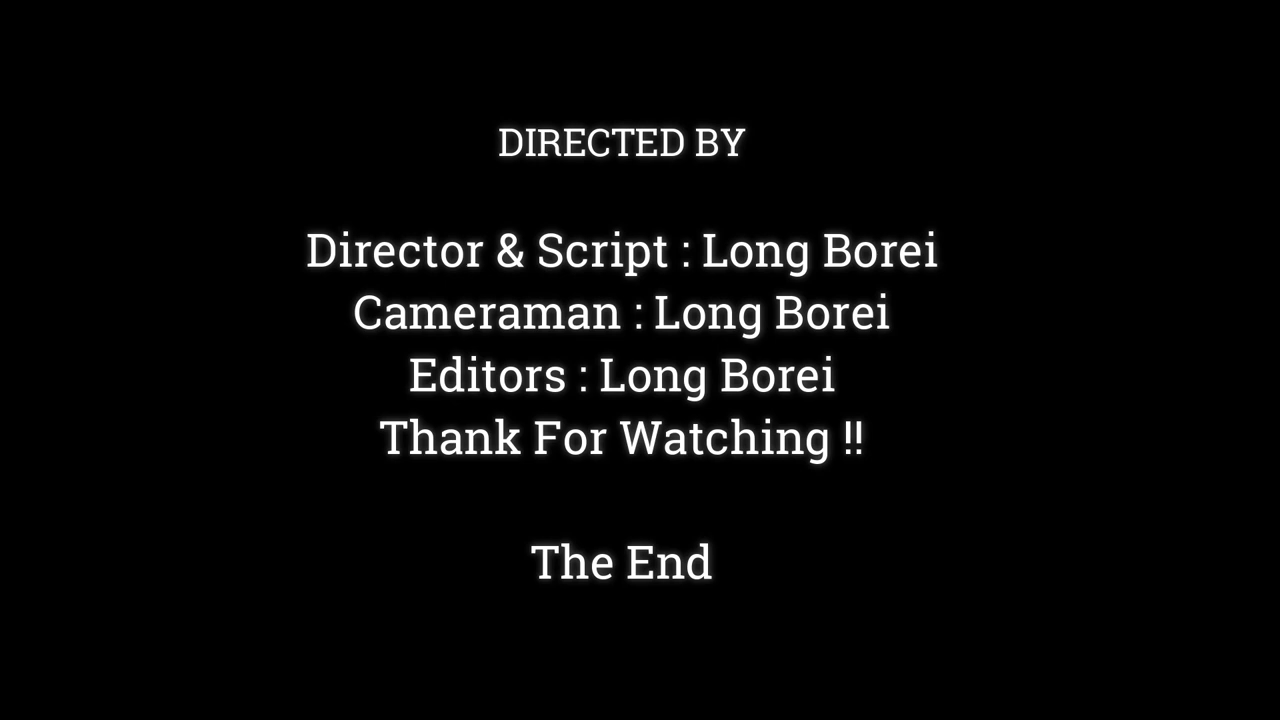 DIRECTED BY
Director & Script : Long Borei
Cameraman : Long Borei
Editors : Long Borei
Thank For Watching !!
The End